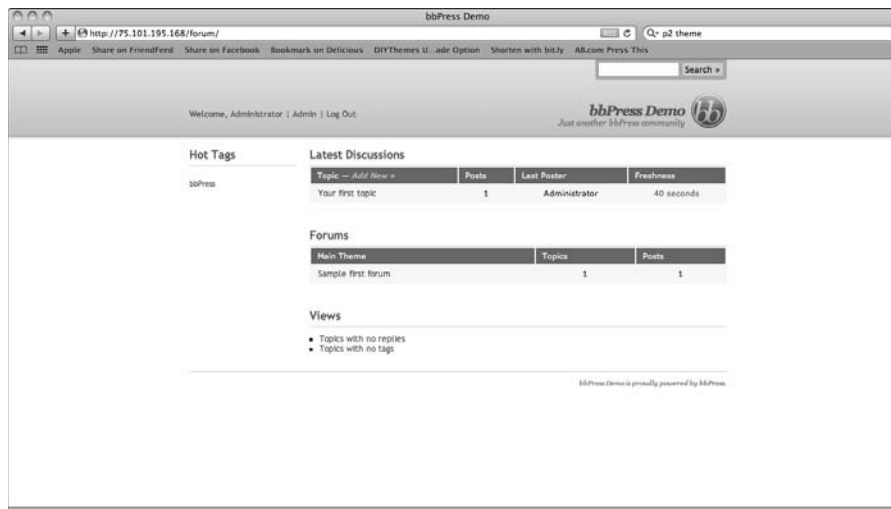 bbPress Demo
http://75.101.195.168/forum/
p2 theme
Apple Share on FriendFeed Share on Facebook Bookmark on Delicious DIYThemes U...ade Option Shorten with bit.ly AB.com Press This
Search »
Welcome, Administrator | Admin | Log Out
bbPress Demo
Just another bbPress community
bb
Hot Tags
bbPress
Latest Discussions
Topic — Add New » Posts Last Poster Freshness
Your first topic 1 Administrator 40 seconds
Forums
Main Theme Topics Posts
Sample first forum 1 1
Views
• Topics with no replies
• Topics with no tags
bbPress Demo is proudly powered by bbPress.